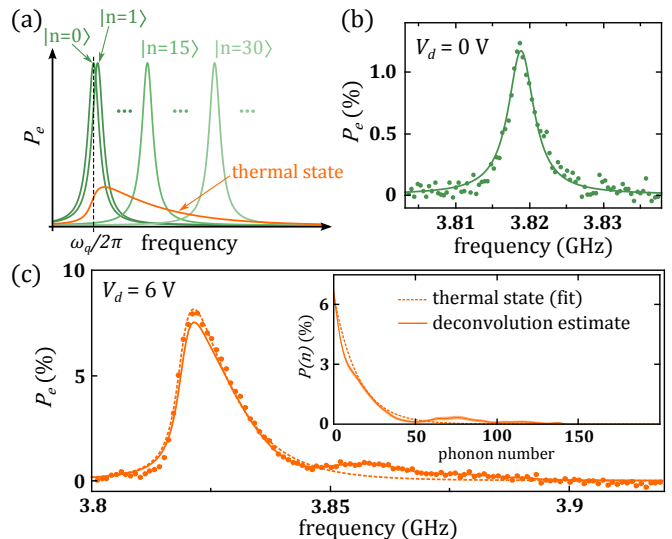 (a)
|n=0⟩ |n=1⟩ |n=15⟩ |n=30⟩
... ... ...
thermal state
P_e
ω_q/2π frequency
(b)
V_d = 0 V
P_e (%)
1.0
0.5
0
3.81 3.82 3.83
frequency (GHz)
(c)
V_d = 6 V
P_e (%)
10
5
0
3.8 3.85 3.9
frequency (GHz)
thermal state (fit)
deconvolution estimate
P(n) (%)
6
3
0
0 50 100 150
phonon number